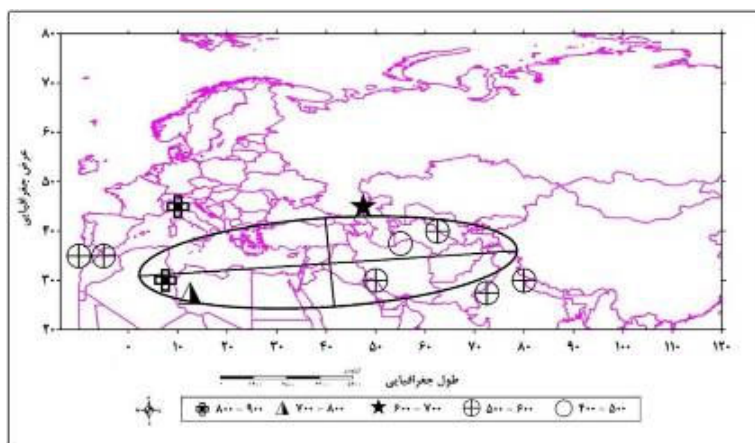 ۸۰
۷۰
۶۰
۵۰
۴۰
۳۰
۲۰
عرض جغرافیایی
۰ ۱۰ ۲۰ ۳۰ ۴۰ ۵۰ ۶۰ ۷۰ ۸۰ ۹۰ ۱۰۰ ۱۱۰ ۱۲۰
طول جغرافیایی
۸۰۰ - ۹۰۰ ۷۰۰ - ۸۰۰ ۶۰۰ - ۷۰۰ ۵۰۰ - ۶۰۰ ۴۰۰ - ۵۰۰